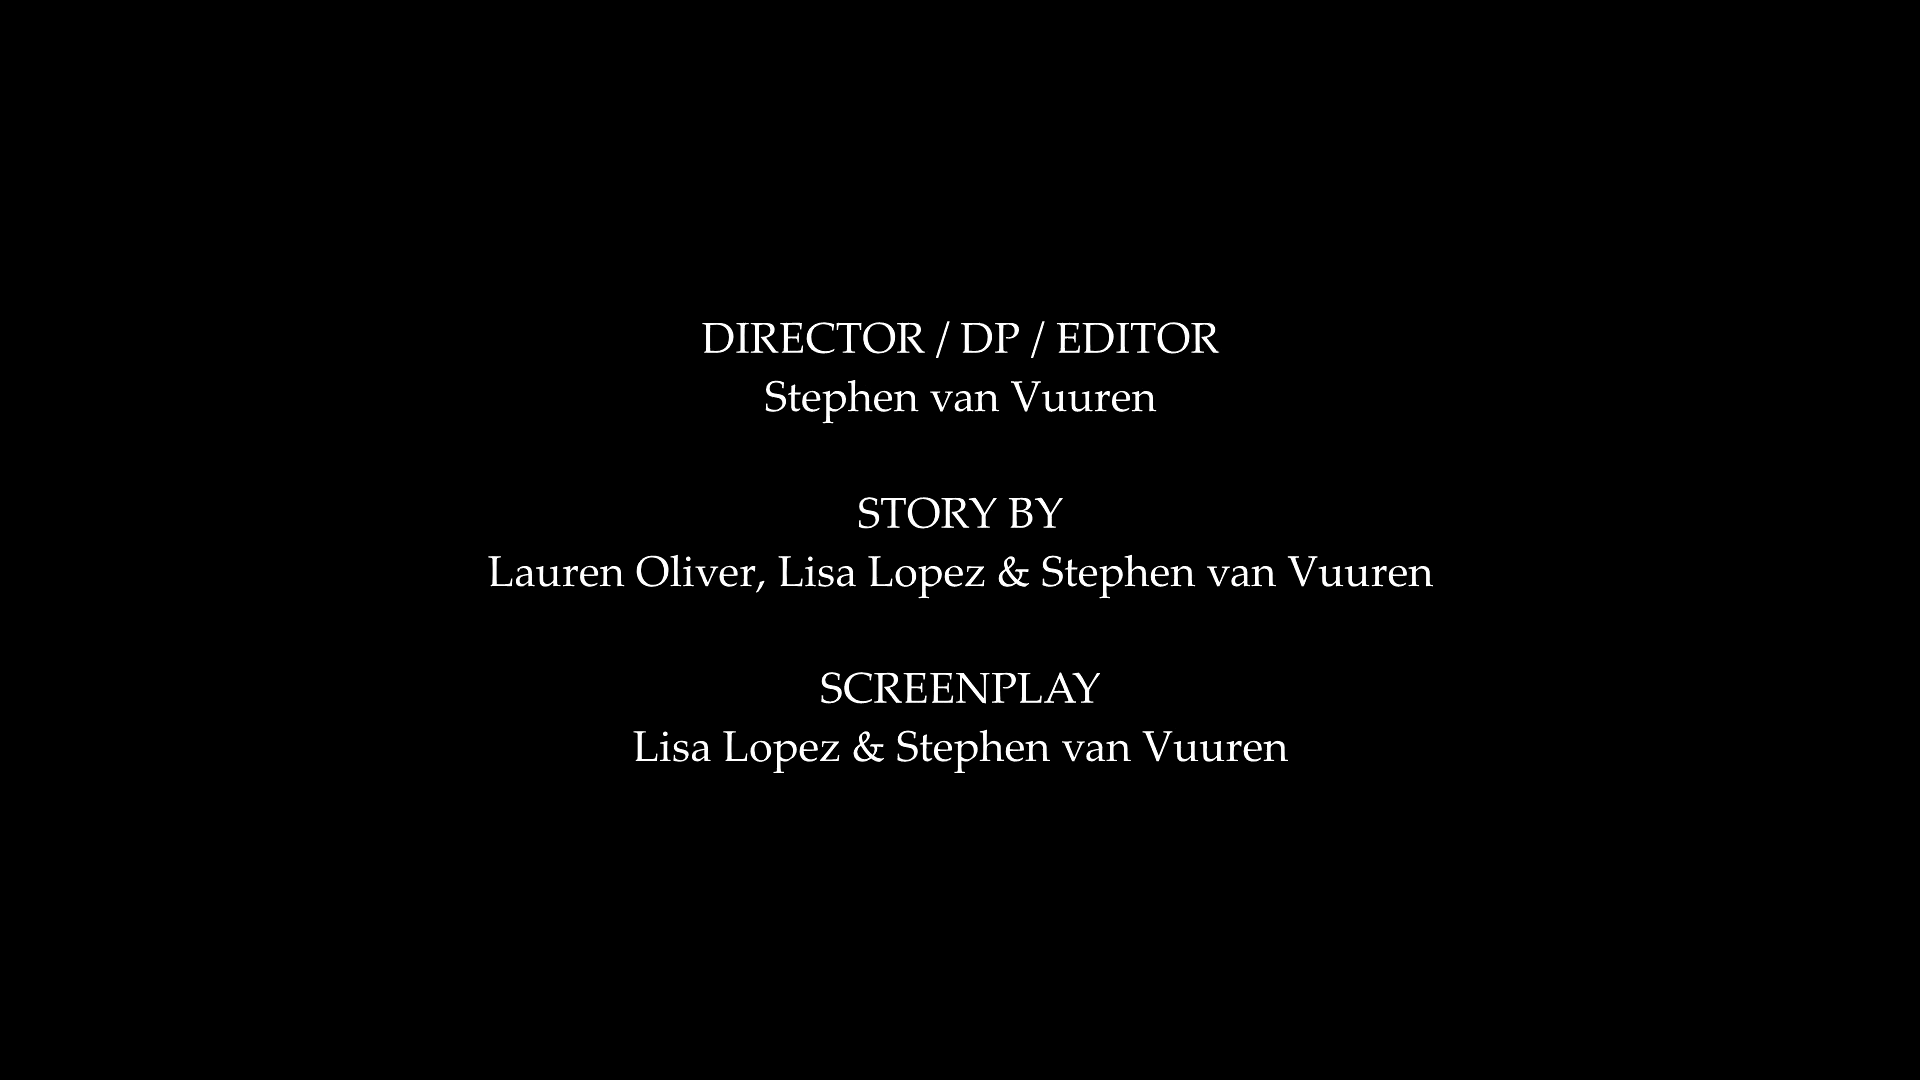 DIRECTOR / DP / EDITOR
Stephen van Vuuren
STORY BY
Lauren Oliver, Lisa Lopez & Stephen van Vuuren
SCREENPLAY
Lisa Lopez & Stephen van Vuuren